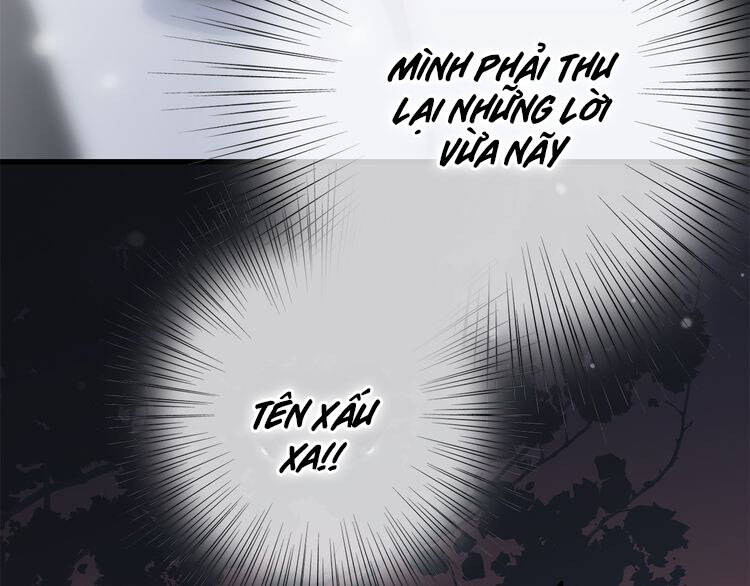 MÌNH PHẢI THU
LẠI NHỮNG LỜI
VỪA NÃY
TÊN XẤU
XA!!